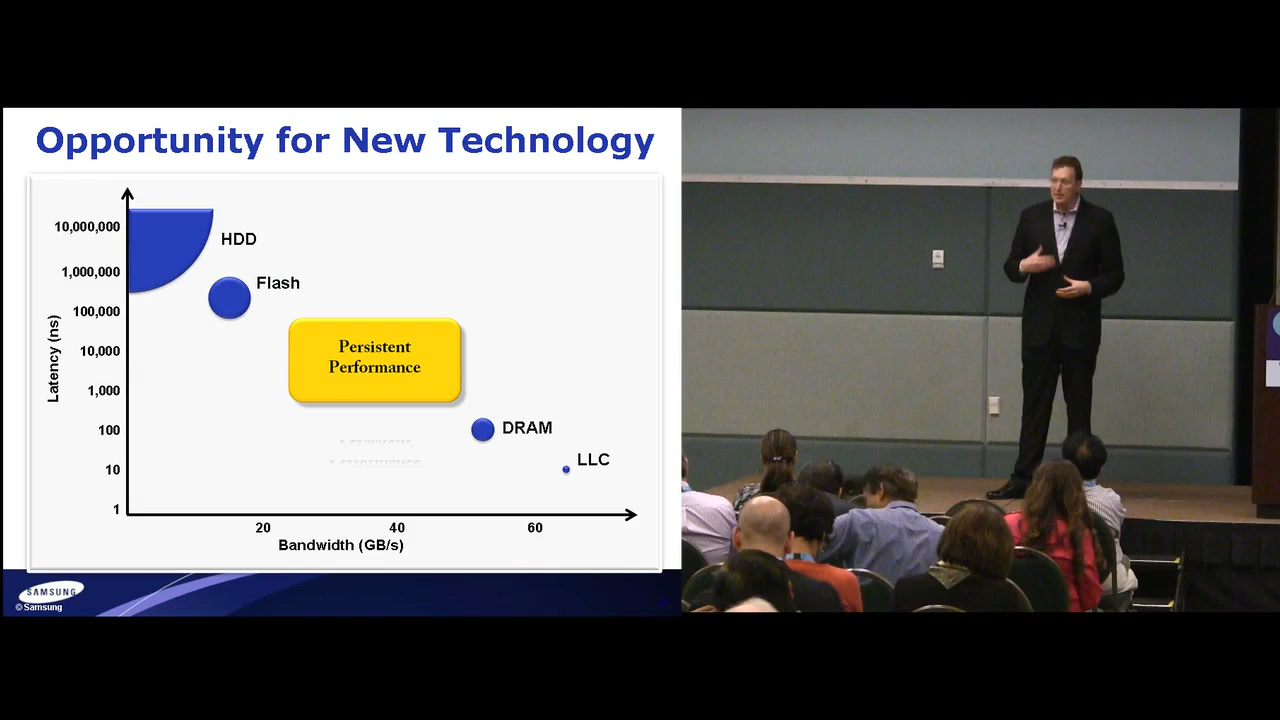 Opportunity for New Technology
10,000,000
1,000,000
100,000
10,000
1,000
100
10
1
Latency (ns)
HDD
Flash
Persistent
Performance
DRAM
LLC
20
40
60
Bandwidth (GB/s)
SAMSUNG
© Samsung